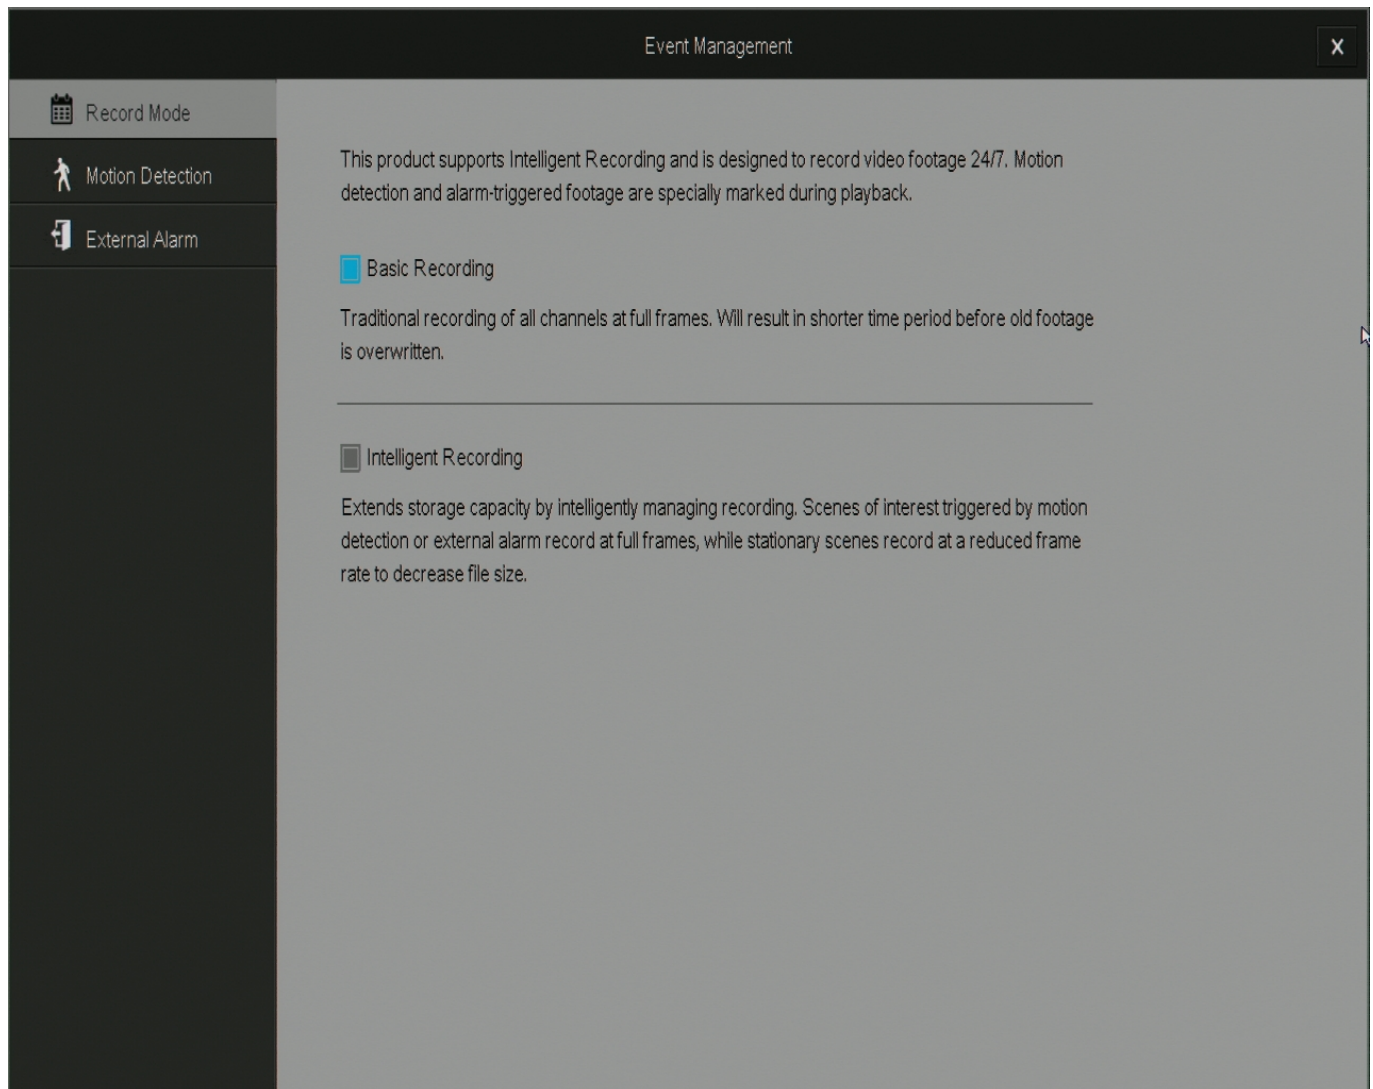 Event Management
X
Record Mode
Motion Detection
External Alarm
This product supports Intelligent Recording and is designed to record video footage 24/7. Motion
detection and alarm-triggered footage are specially marked during playback.
Basic Recording
Traditional recording of all channels at full frames. Will result in shorter time period before old footage
is overwritten.
Intelligent Recording
Extends storage capacity by intelligently managing recording. Scenes of interest triggered by motion
detection or external alarm record at full frames, while stationary scenes record at a reduced frame
rate to decrease file size.